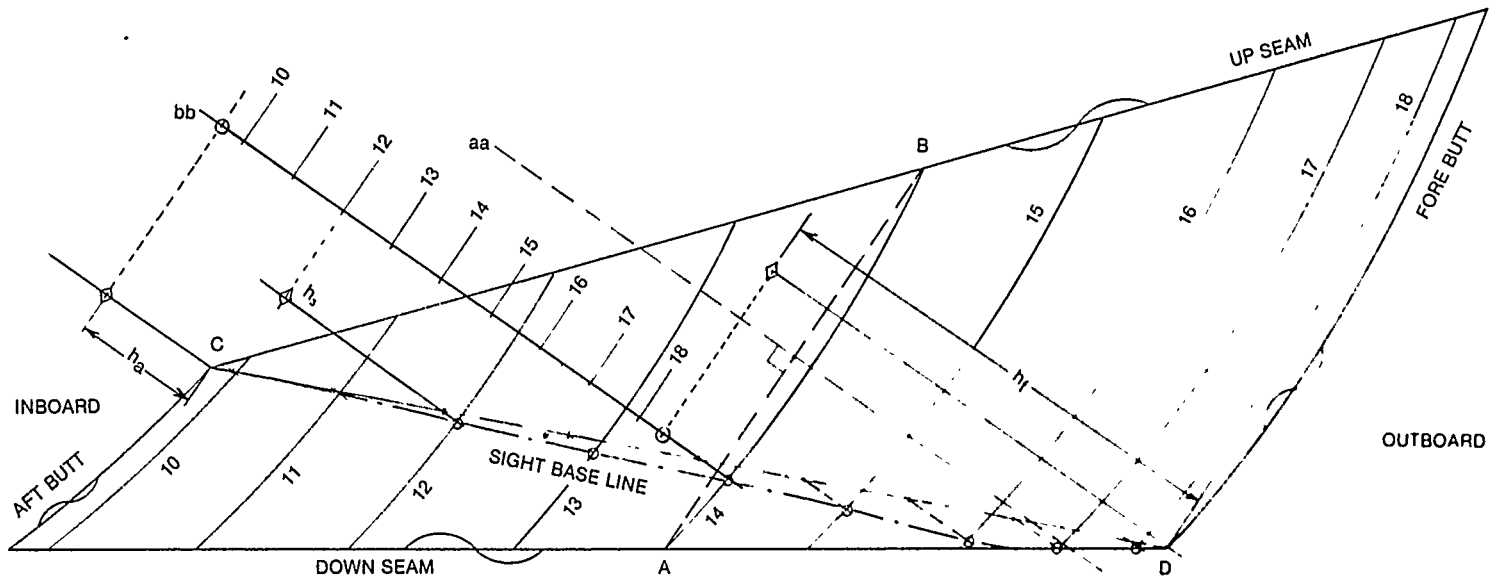 UP SEAM
10
bb
11
18
12
aa
B
13
17
FORE BUTT
14
15
16
15
h_s
16
17
C
h_a
18
h_f
INBOARD
OUTBOARD
SIGHT BASE LINE
AFT BUTT
10
11
12
13
14
DOWN SEAM
A
D